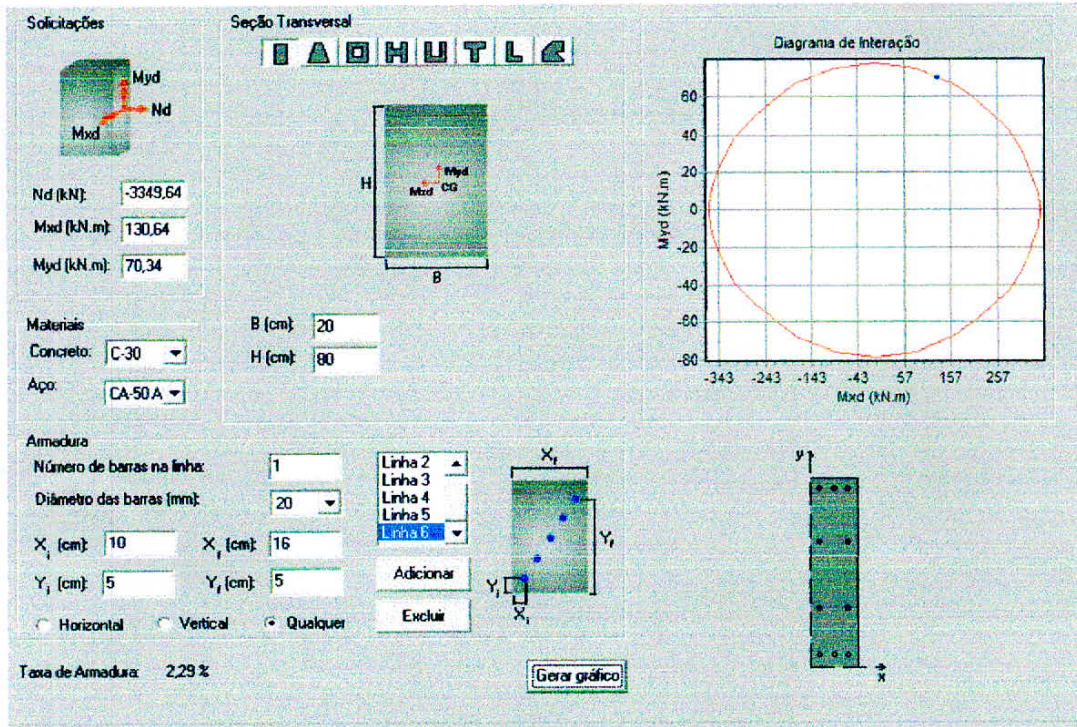 Solicitações
Myd
Nd
Mxd
Nd (kN): -3349,64
Mxd (kN.m): 130,64
Myd (kN.m): 70,34
Seção Transversal
H
Myd
Mxd CG
B
B (cm): 20
H (cm): 80
Diagrama de Interação
Myd (kN.m)
60
40
20
0
-20
-40
-60
-80
-343 -243 -143 -43 57 157 257
Mxd (kN.m)
Materiais
Concreto: C-30
Aço: CA-50 A
Armadura
Número de barras na linha: 1
Diâmetro das barras (mm): 20
Xi (cm): 10 Xf (cm): 16
Yi (cm): 5 Yf (cm): 5
Horizontal Vertical Qualquer
Linha 2
Linha 3
Linha 4
Linha 5
Linha 6
Adicionar
Excluir
Xf
Yf
Yi
Xi
y
x
Taxa de Armadura: 2,29 %
Gerar gráfico